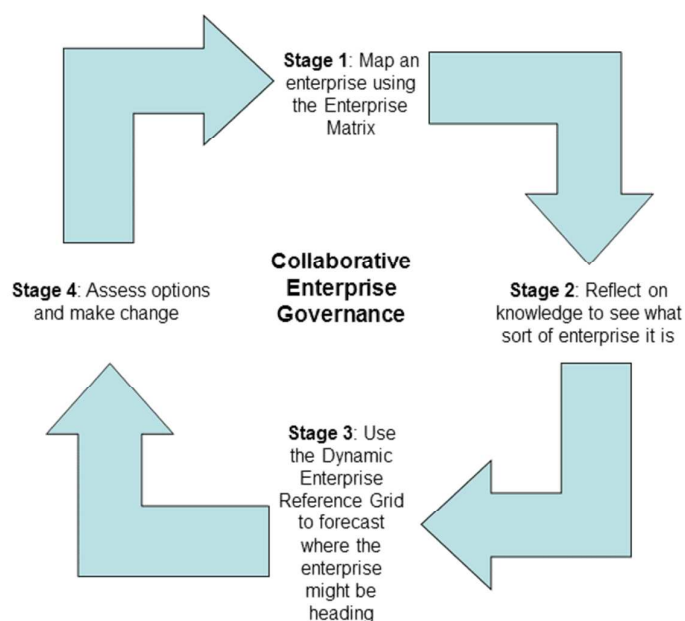 Stage 1: Map an
enterprise using
the Enterprise
Matrix
Collaborative
Enterprise
Governance
Stage 4: Assess options
and make change
Stage 2: Reflect on
knowledge to see what
sort of enterprise it is
Stage 3: Use
the Dynamic
Enterprise
Reference Grid
to forecast
where the
enterprise
might be
heading